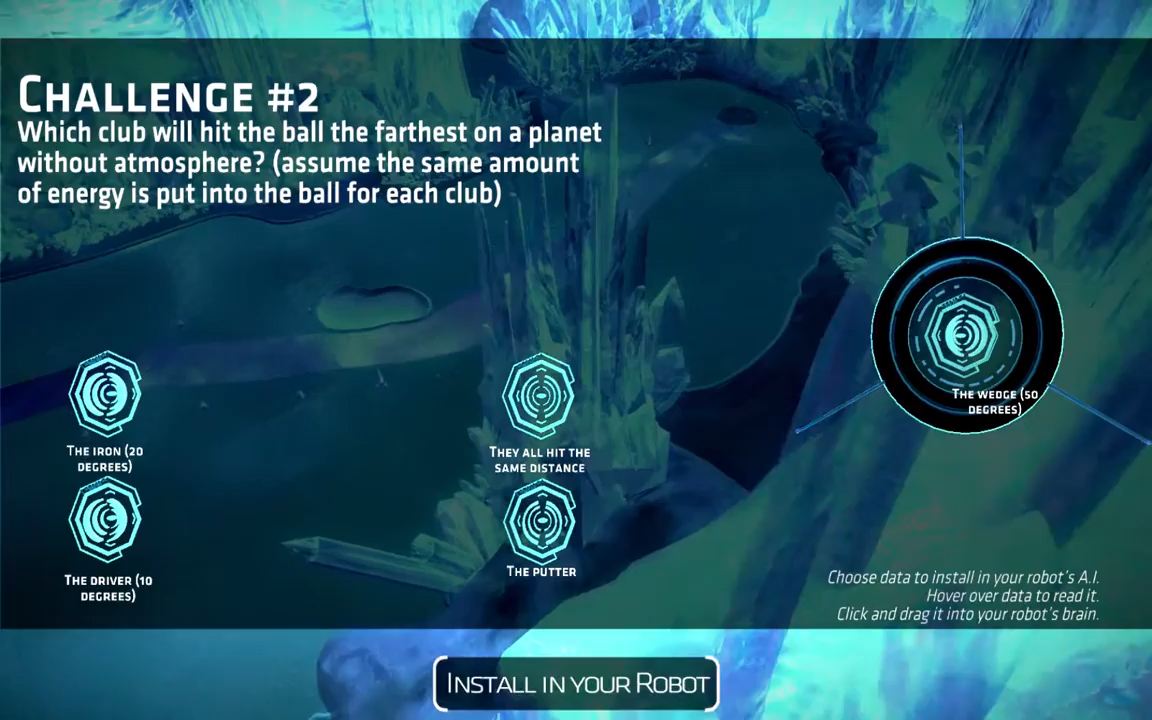 CHALLENGE #2
Which club will hit the ball the farthest on a planet
without atmosphere? (assume the same amount
of energy is put into the ball for each club)
THE IRON (20
DEGREES)
THEY ALL HIT THE
SAME DISTANCE
THE WEDGE (50
DEGREES)
THE DRIVER (10
DEGREES)
THE PUTTER
Choose data to install in your robot's A.I.
Hover over data to read it.
Click and drag it into your robot's brain.
INSTALL IN YOUR ROBOT